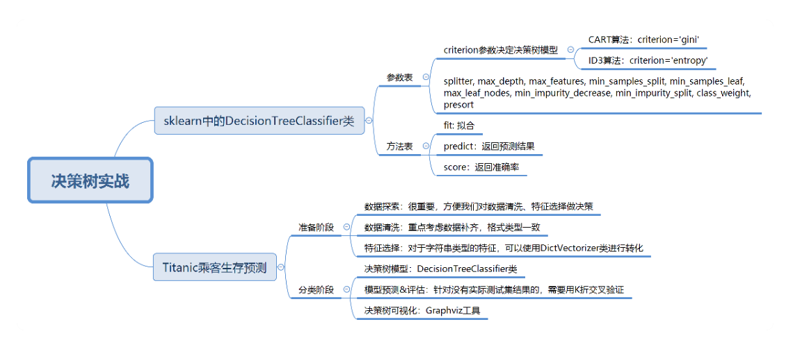 决策树实战
sklearn中的DecisionTreeClassifier类
参数表
criterion参数决定决策树模型
CART算法：criterion='gini'
ID3算法：criterion='entropy'
splitter, max_depth, max_features, min_samples_split, min_samples_leaf,
max_leaf_nodes, min_impurity_decrease, min_impurity_split, class_weight,
presort
方法表
fit: 拟合
predict：返回预测结果
score：返回准确率
Titanic乘客生存预测
准备阶段
数据探索：很重要，方便我们对数据清洗、特征选择做决策
数据清洗：重点考虑数据补齐，格式类型一致
特征选择：对于字符串类型的特征，可以使用DictVectorizer类进行转化
分类阶段
决策树模型：DecisionTreeClassifier类
模型预测&评估：针对没有实际测试集结果的，需要用K折交叉验证
决策树可视化：Graphviz工具